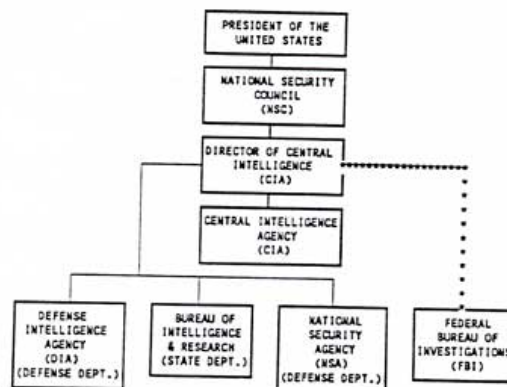 PRESIDENT OF THE
UNITED STATES
NATIONAL SECURITY
COUNCIL
(NSC)
DIRECTOR OF CENTRAL
INTELLIGENCE
(CIA)
CENTRAL INTELLIGENCE
AGENCY
(CIA)
DEFENSE
INTELLIGENCE
AGENCY
(DIA)
(DEFENSE DEPT.)
BUREAU OF
INTELLIGENCE
& RESEARCH
(STATE DEPT.)
NATIONAL
SECURITY
AGENCY
(NSA)
(DEFENSE DEPT.)
FEDERAL
BUREAU OF
INVESTIGATIONS
(FBI)